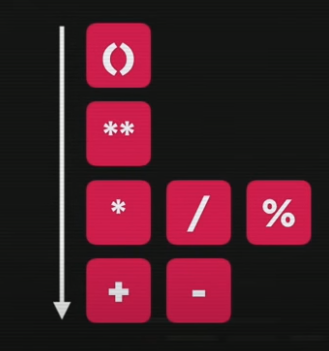 ()
**
* / %
+ -